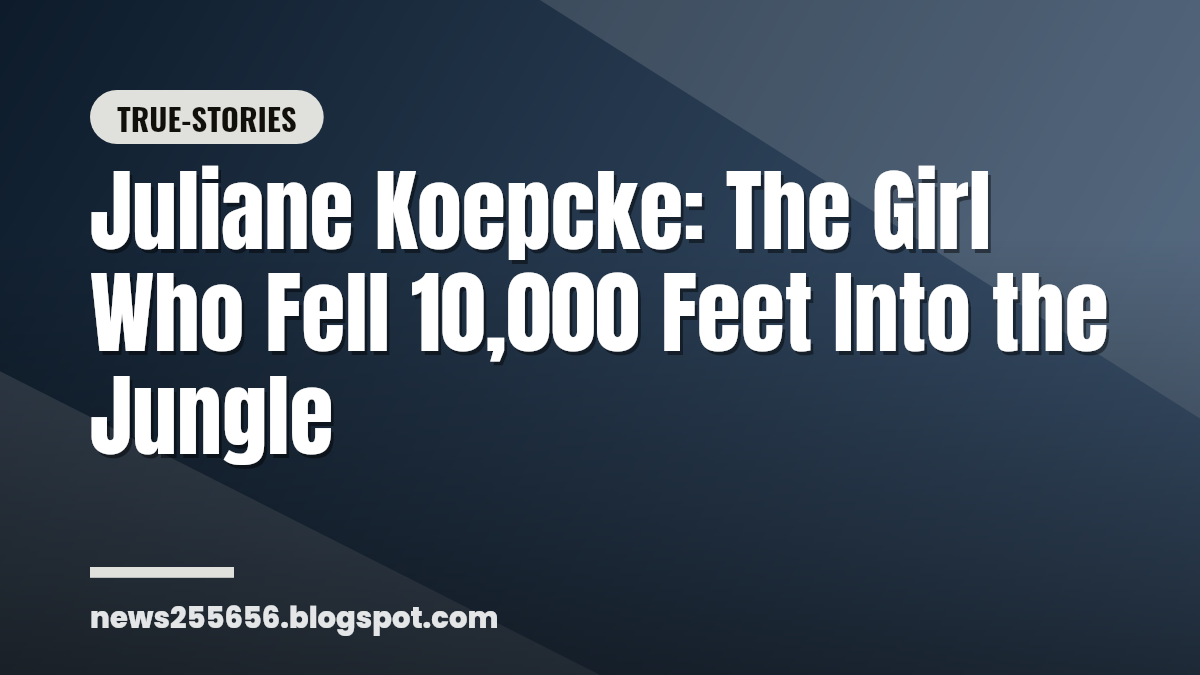 TRUE-STORIES
Juliane Koepcke: The Girl
Who Fell 10,000 Feet Into the
Jungle
news255656.blogspot.com